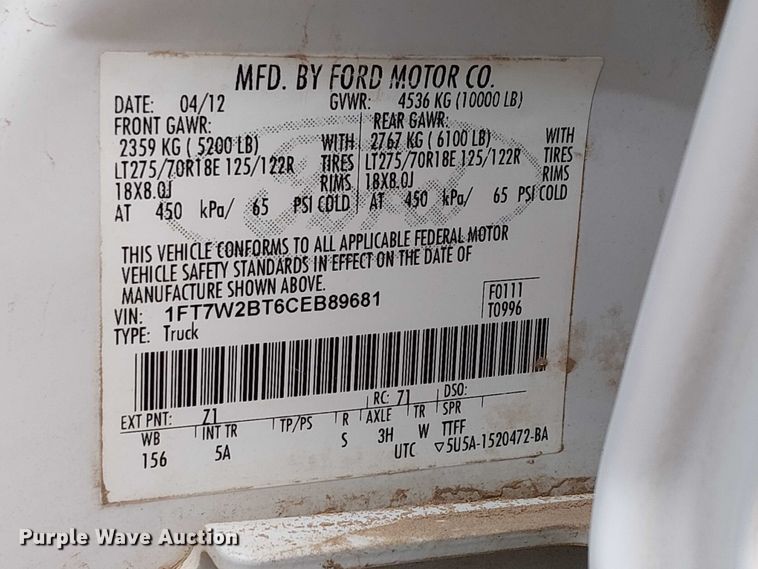 MFD. BY FORD MOTOR CO.
DATE: 04/12 GVWR: 4536 KG (10000 LB)
FRONT GAWR: REAR GAWR:
2359 KG ( 5200 LB) WITH 2767 KG ( 6100 LB) WITH
LT275/70R18E 125/122R TIRES LT275/70R18E 125/122R TIRES
18X8.0J RIMS 18X8.0J RIMS
AT 450 kPa/ 65 PSI COLD AT 450 kPa/ 65 PSI COLD
THIS VEHICLE CONFORMS TO ALL APPLICABLE FEDERAL MOTOR
VEHICLE SAFETY STANDARDS IN EFFECT ON THE DATE OF
MANUFACTURE SHOWN ABOVE.
VIN: 1FT7W2BT6CEB89681 F0111
TYPE: Truck T0996
EXT PNT: Z1 RC: 71 DSO:
WB INT TR TP/PS R AXLE TR SPR
156 5A S 3H W TTFF
UTC ▽5U5A-1520472-BA
Ford
Purple Wave Auction